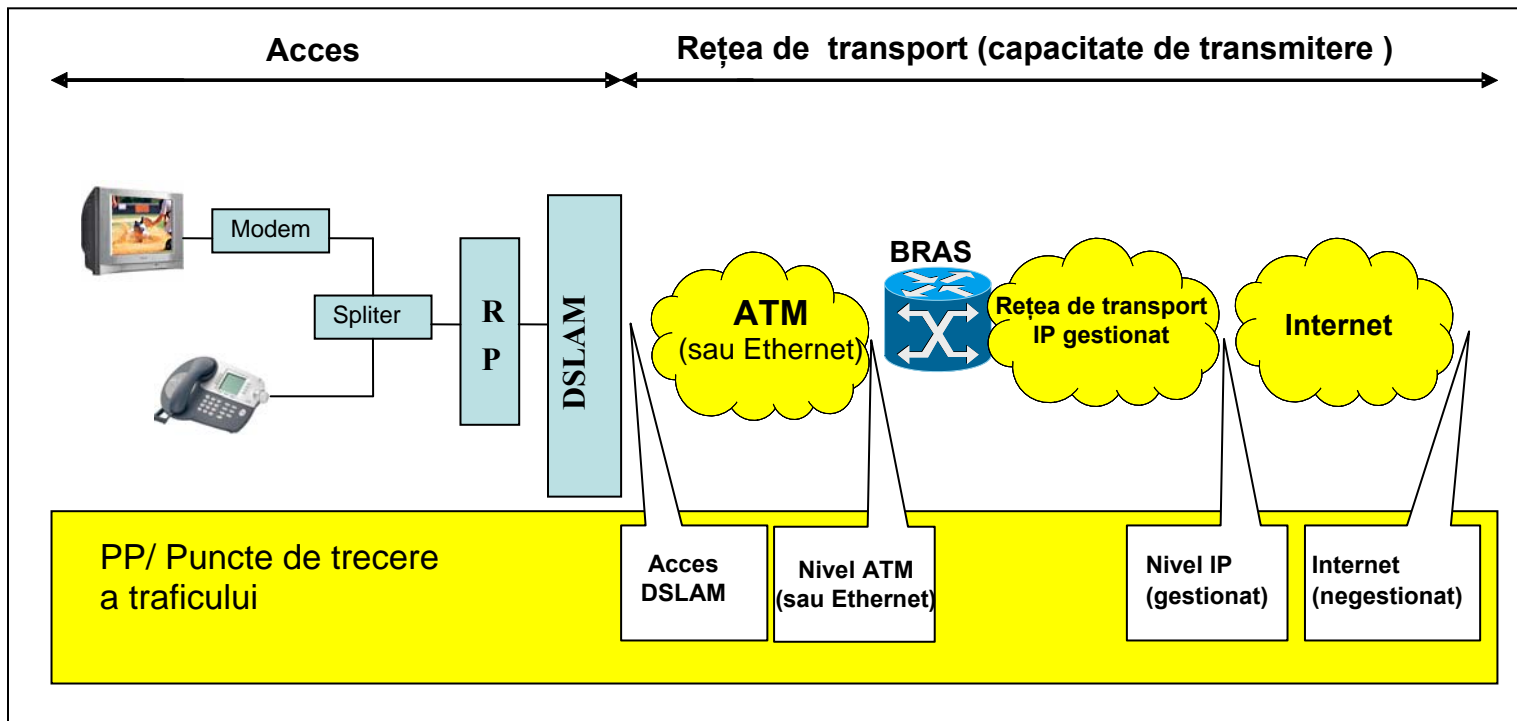 Acces
Rețea de transport (capacitate de transmitere )
Modem
Spliter
R
P
DSLAM
ATM
(sau Ethernet)
BRAS
Rețea de transport
IP gestionat
Internet
PP/ Puncte de trecere
a traficului
Acces
DSLAM
Nivel ATM
(sau Ethernet)
Nivel IP
(gestionat)
Internet
(negestionat)